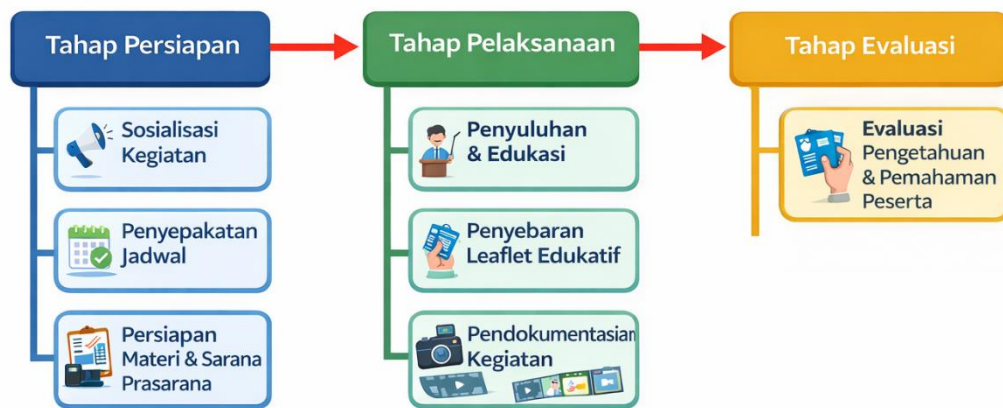 Tahap Persiapan
Sosialisasi
Kegiatan
Penyepakatan
Jadwal
Persiapan
Materi & Sarana
Prasarana
Tahap Pelaksanaan
Penyuluhan
& Edukasi
Penyebaran
Leaflet Edukatif
Pendokumentasian
Kegiatan
Tahap Evaluasi
Evaluasi
Pengetahuan
& Pemahaman
Peserta